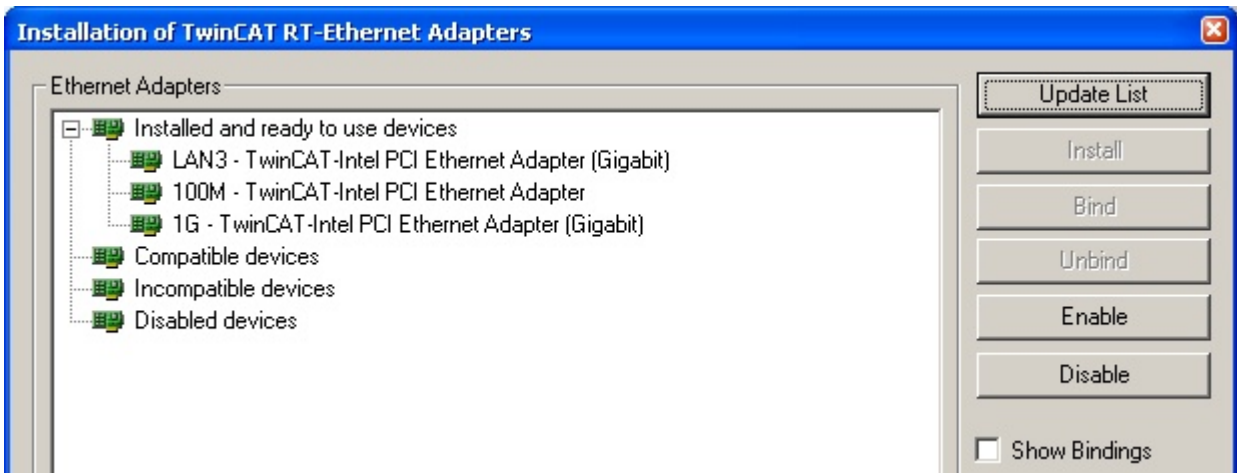 Installation of TwinCAT RT-Ethernet Adapters
Ethernet Adapters
Installed and ready to use devices
LAN3 - TwinCAT-Intel PCI Ethernet Adapter (Gigabit)
100M - TwinCAT-Intel PCI Ethernet Adapter
1G - TwinCAT-Intel PCI Ethernet Adapter (Gigabit)
Compatible devices
Incompatible devices
Disabled devices
Update List
Install
Bind
Unbind
Enable
Disable
Show Bindings